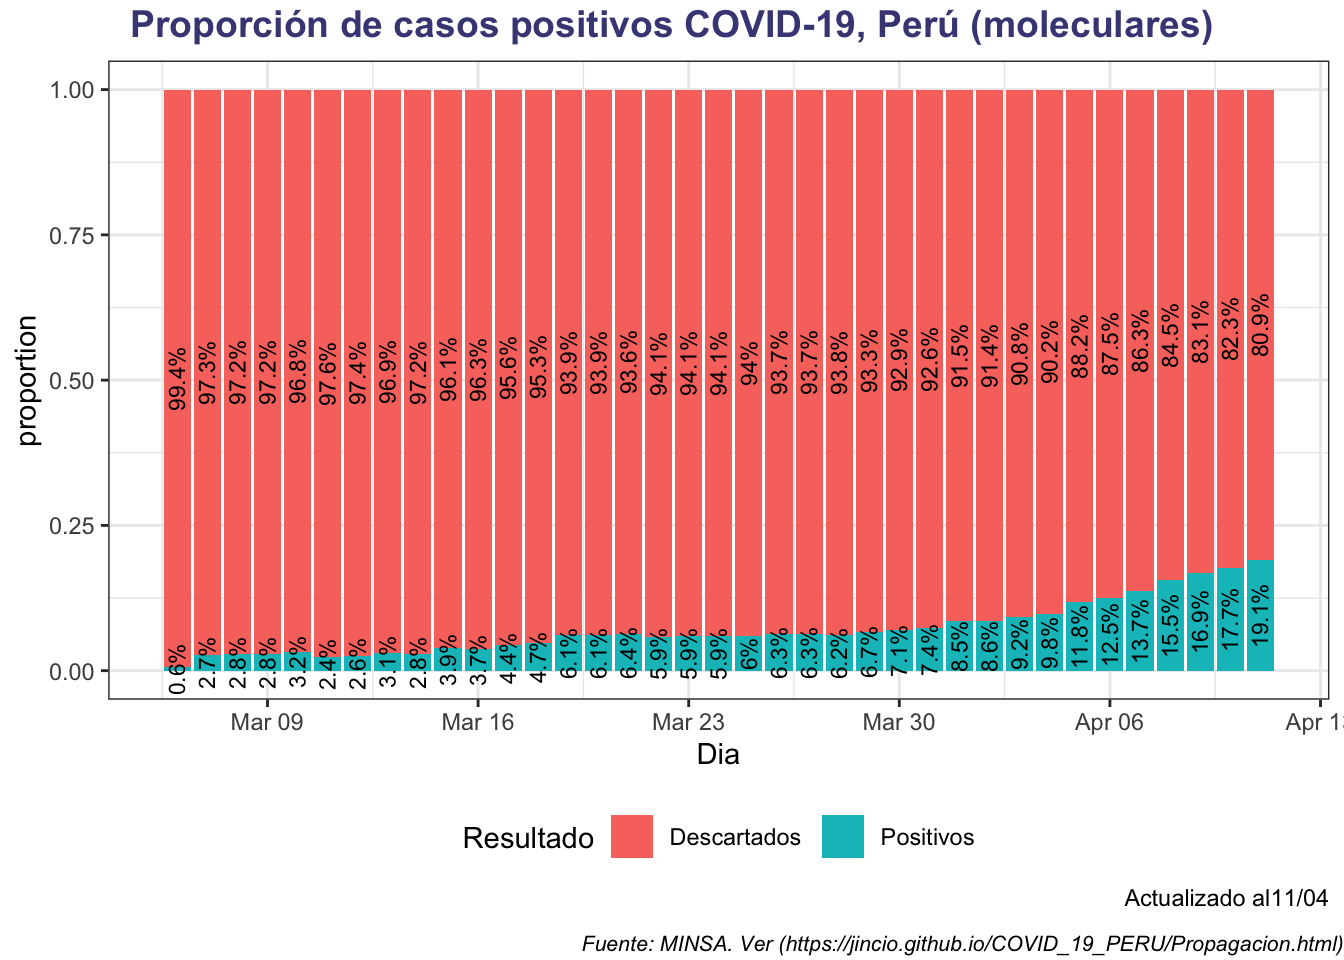 Proporción de casos positivos COVID-19, Perú (moleculares)
proportion
1.00
0.75
0.50
0.25
0.00
99.4% 97.3% 97.2% 97.2% 96.8% 97.6% 97.4% 96.9% 97.2% 96.1% 96.3% 95.6% 95.3% 93.9% 93.9% 93.6% 94.1% 94.1% 94.1% 94% 93.7% 93.7% 93.8% 93.3% 92.9% 92.6% 91.5% 91.4% 90.8% 90.2% 88.2% 87.5% 86.3% 84.5% 83.1% 82.3% 80.9%
0.6% 2.7% 2.8% 2.8% 3.2% 2.4% 2.6% 3.1% 2.8% 3.9% 3.7% 4.4% 4.7% 6.1% 6.1% 6.4% 5.9% 5.9% 5.9% 6% 6.3% 6.3% 6.2% 6.7% 7.1% 7.4% 8.5% 8.6% 9.2% 9.8% 11.8% 12.5% 13.7% 15.5% 16.9% 17.7% 19.1%
Mar 09 Mar 16 Mar 23 Mar 30 Apr 06 Apr
Dia
Resultado Descartados Positivos
Actualizado al11/04
Fuente: MINSA. Ver (https://jincio.github.io/COVID_19_PERU/Propagacion.html)